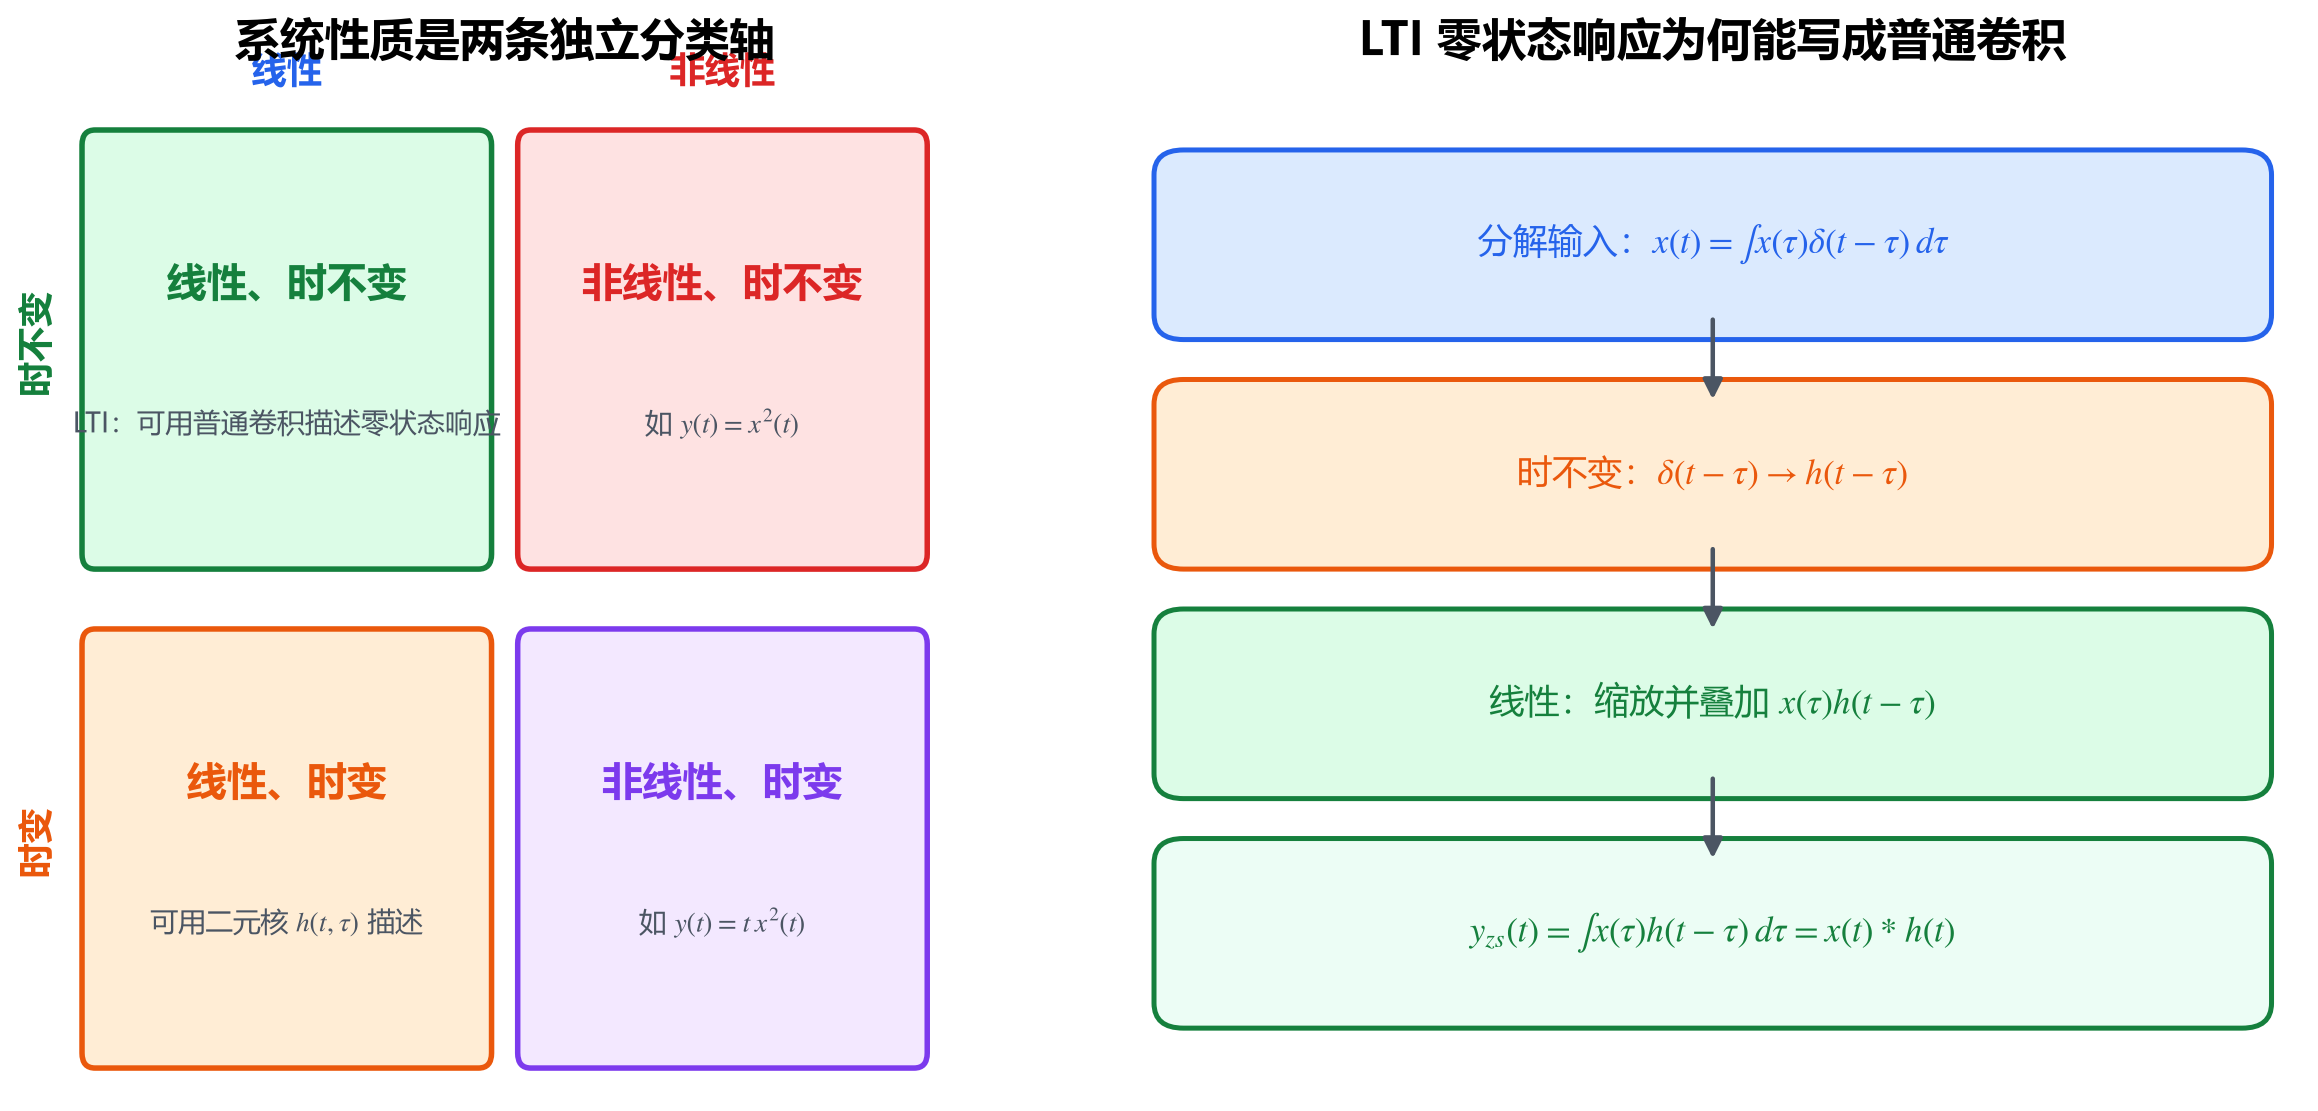 系统性质是两条独立分类轴
线性
非线性
时不变
线性、时不变
LTI：可用普通卷积描述零状态响应
非线性、时不变
如 y(t) = x²(t)
时变
线性、时变
可用二元核 h(t, τ) 描述
非线性、时变
如 y(t) = t x²(t)
LTI 零状态响应为何能写成普通卷积
分解输入：x(t) = ∫x(τ)δ(t − τ) dτ
时不变：δ(t − τ) → h(t − τ)
线性：缩放并叠加 x(τ)h(t − τ)
y_zs(t) = ∫x(τ)h(t − τ) dτ = x(t) * h(t)